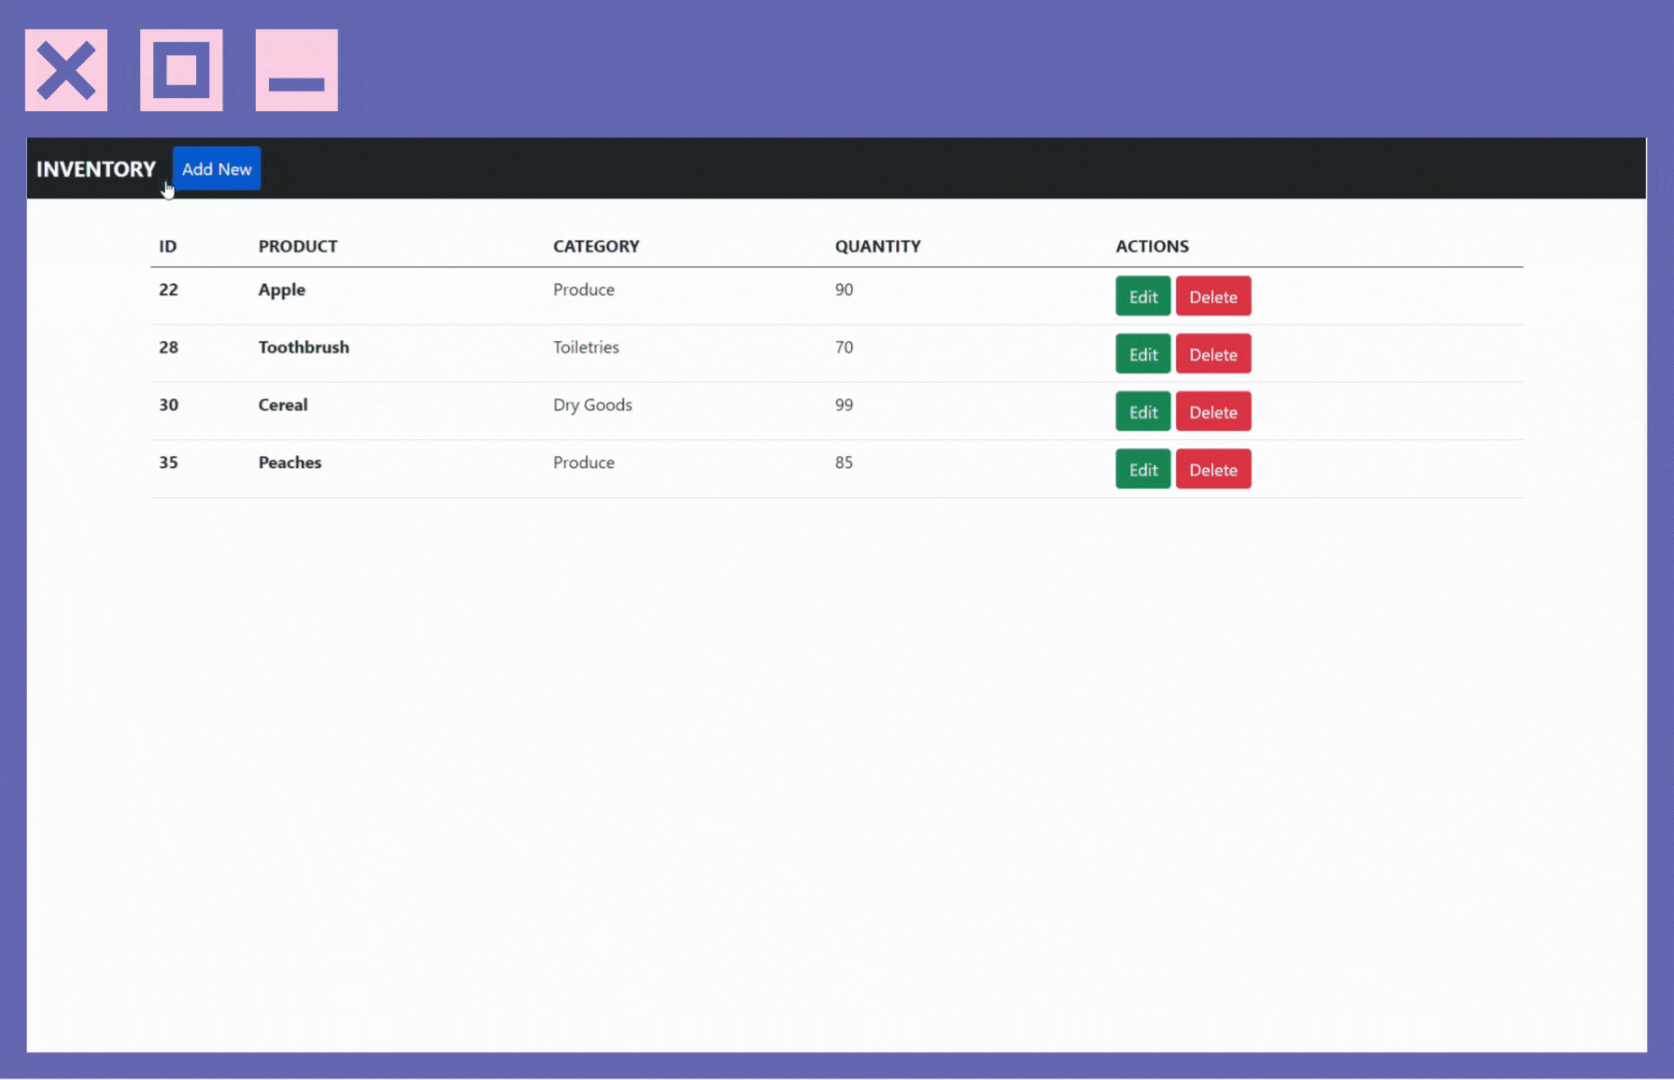 INVENTORY Add New
ID PRODUCT CATEGORY QUANTITY ACTIONS
22 Apple Produce 90 Edit Delete
28 Toothbrush Toiletries 70 Edit Delete
30 Cereal Dry Goods 99 Edit Delete
35 Peaches Produce 85 Edit Delete